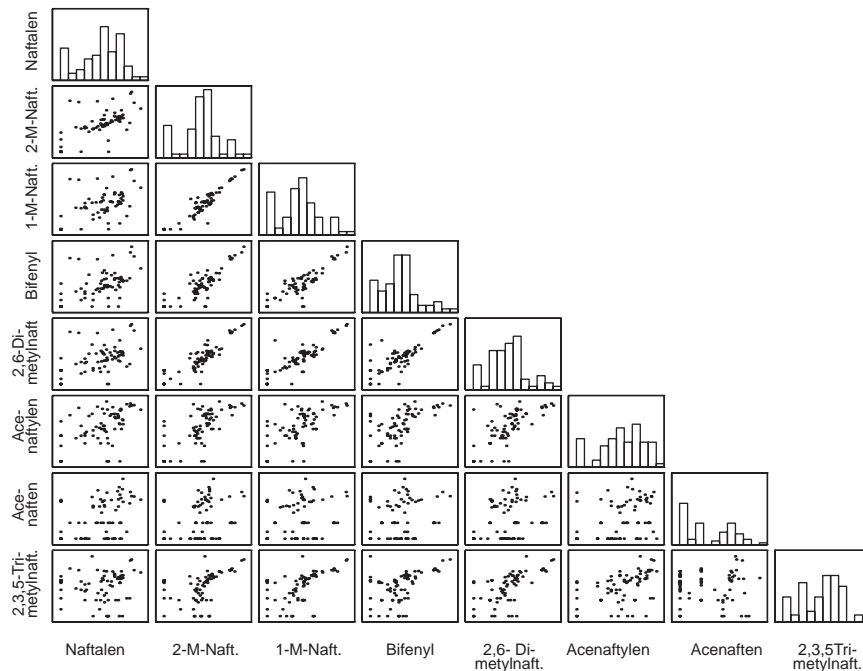 Naftalen
2-M-Naft.
1-M-Naft.
Bifenyl
2,6-Di-
metylnaft
Ace-
naftylen
Ace-
naften
2,3,5-Tri-
metylnaft.
Naftalen
2-M-Naft.
1-M-Naft.
Bifenyl
2,6- Di-
metylnaft.
Acenaftylen
Acenaften
2,3,5Tri-
metylnaft.